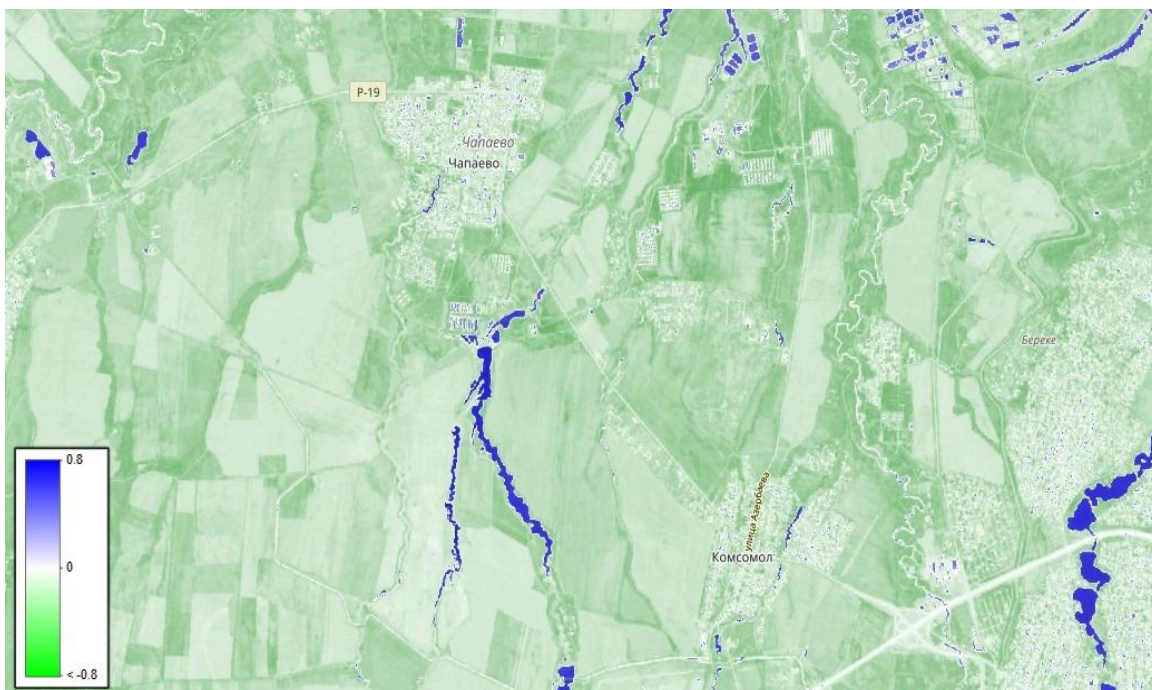 P-19
Чапаево
Чапаево
Береке
0.8
улица Азербаева
0
Комсомол
< -0.8